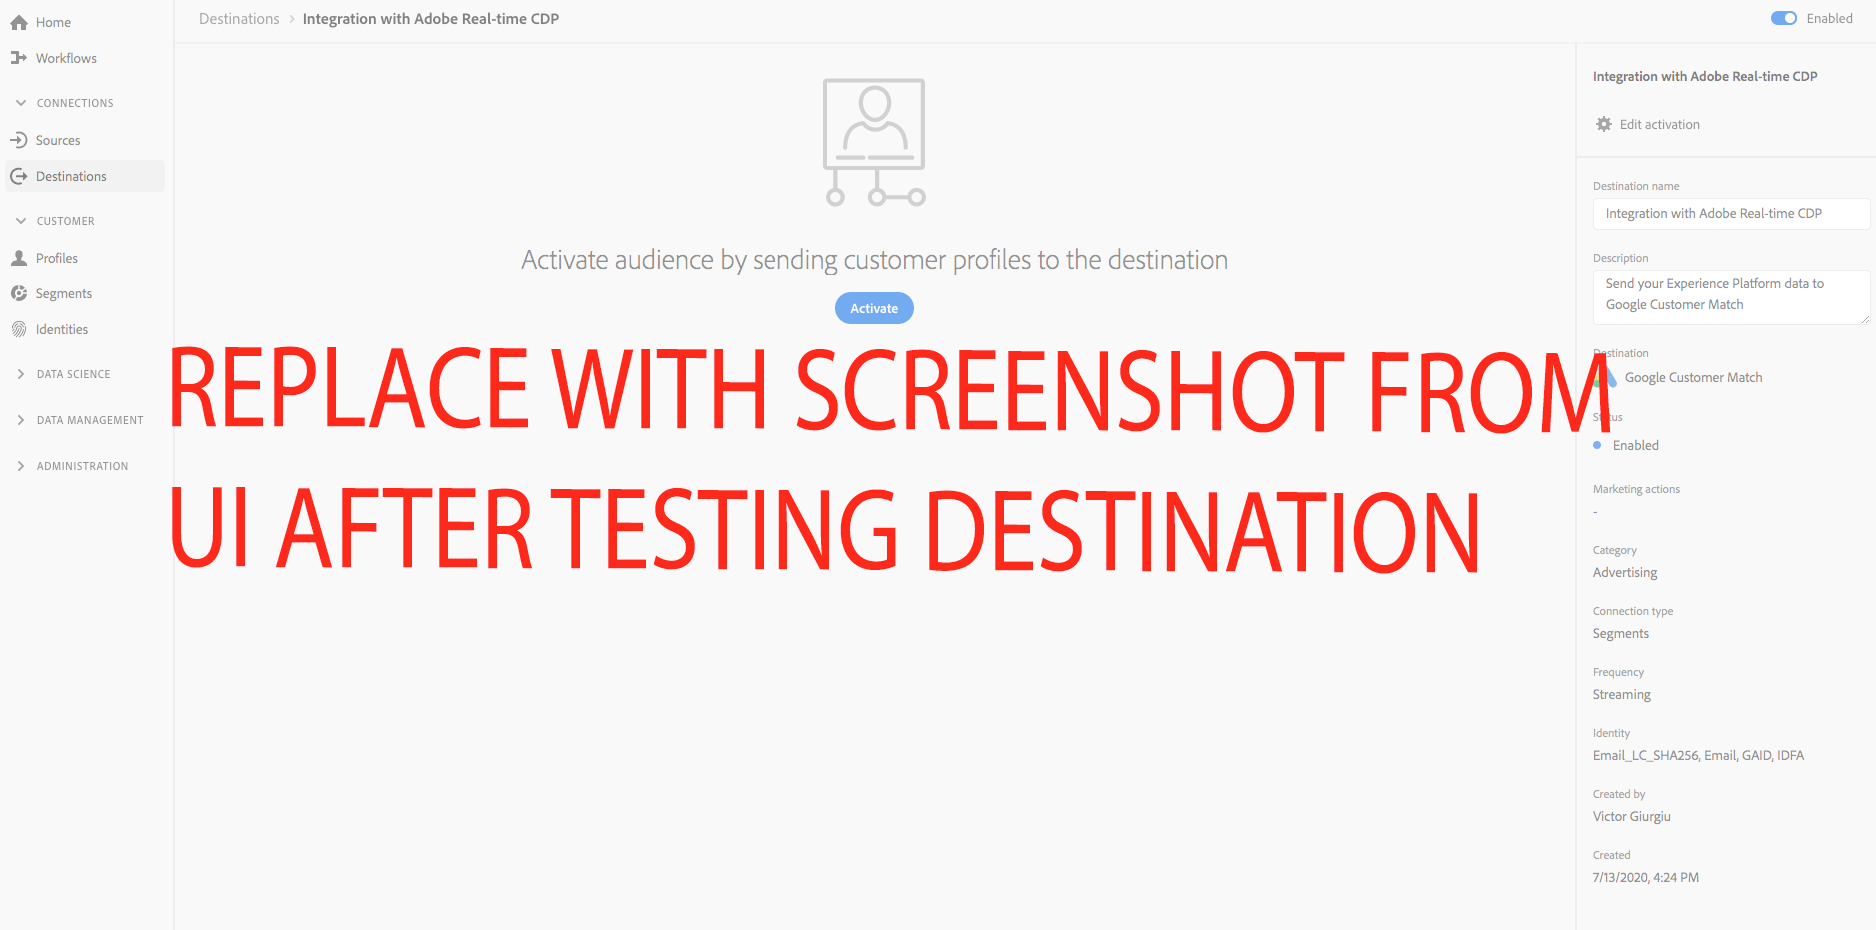 Home
Workflows
CONNECTIONS
Sources
Destinations
CUSTOMER
Profiles
Segments
Identities
DATA SCIENCE
DATA MANAGEMENT
ADMINISTRATION
Destinations > Integration with Adobe Real-time CDP
Enabled
Activate audience by sending customer profiles to the destination
Activate
REPLACE WITH SCREENSHOT FROM
UI AFTER TESTING DESTINATION
Integration with Adobe Real-time CDP
Edit activation
Destination name
Integration with Adobe Real-time CDP
Description
Send your Experience Platform data to
Google Customer Match
Destination
Google Customer Match
Status
Enabled
Marketing actions
-
Category
Advertising
Connection type
Segments
Frequency
Streaming
Identity
Email_LC_SHA256, Email, GAID, IDFA
Created by
Victor Giurgiu
Created
7/13/2020, 4:24 PM